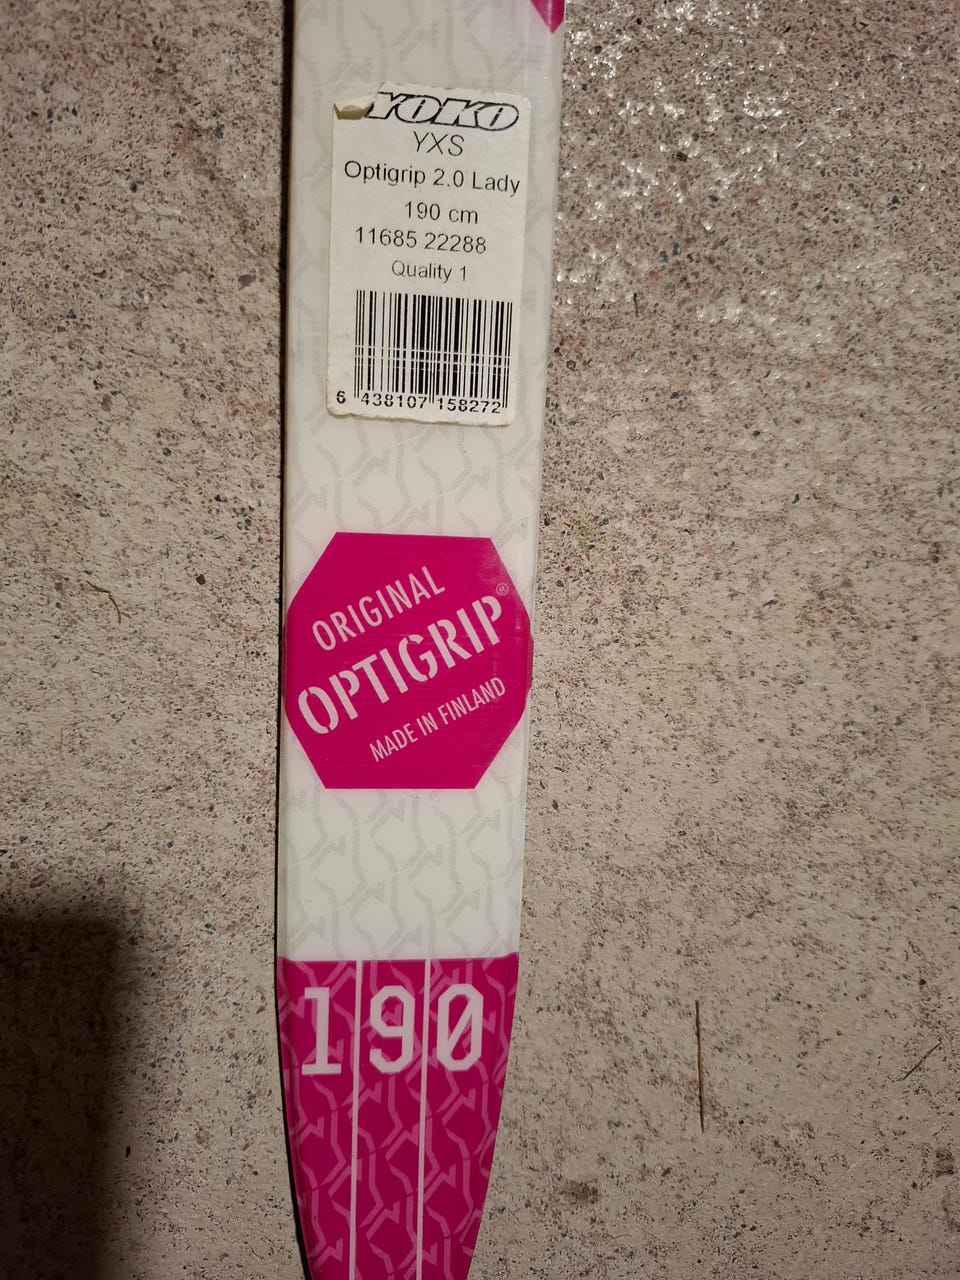 YOKO
YXS
Optigrip 2.0 Lady
190 cm
11685 22288
Quality 1
6 438107 158272
ORIGINAL
OPTIGRIP®
MADE IN FINLAND
190